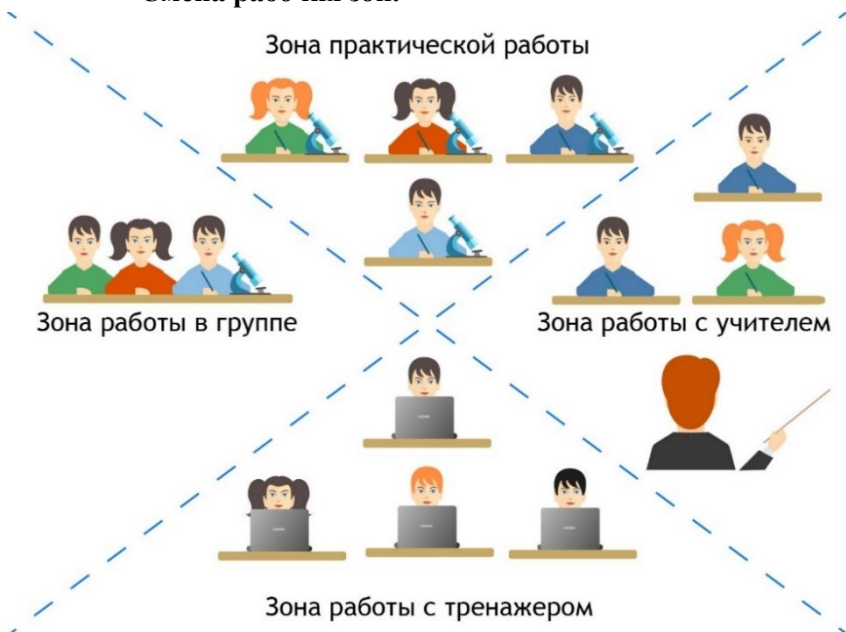 Зона практической работы
Зона работы в группе
Зона работы с учителем
Зона работы с тренажером